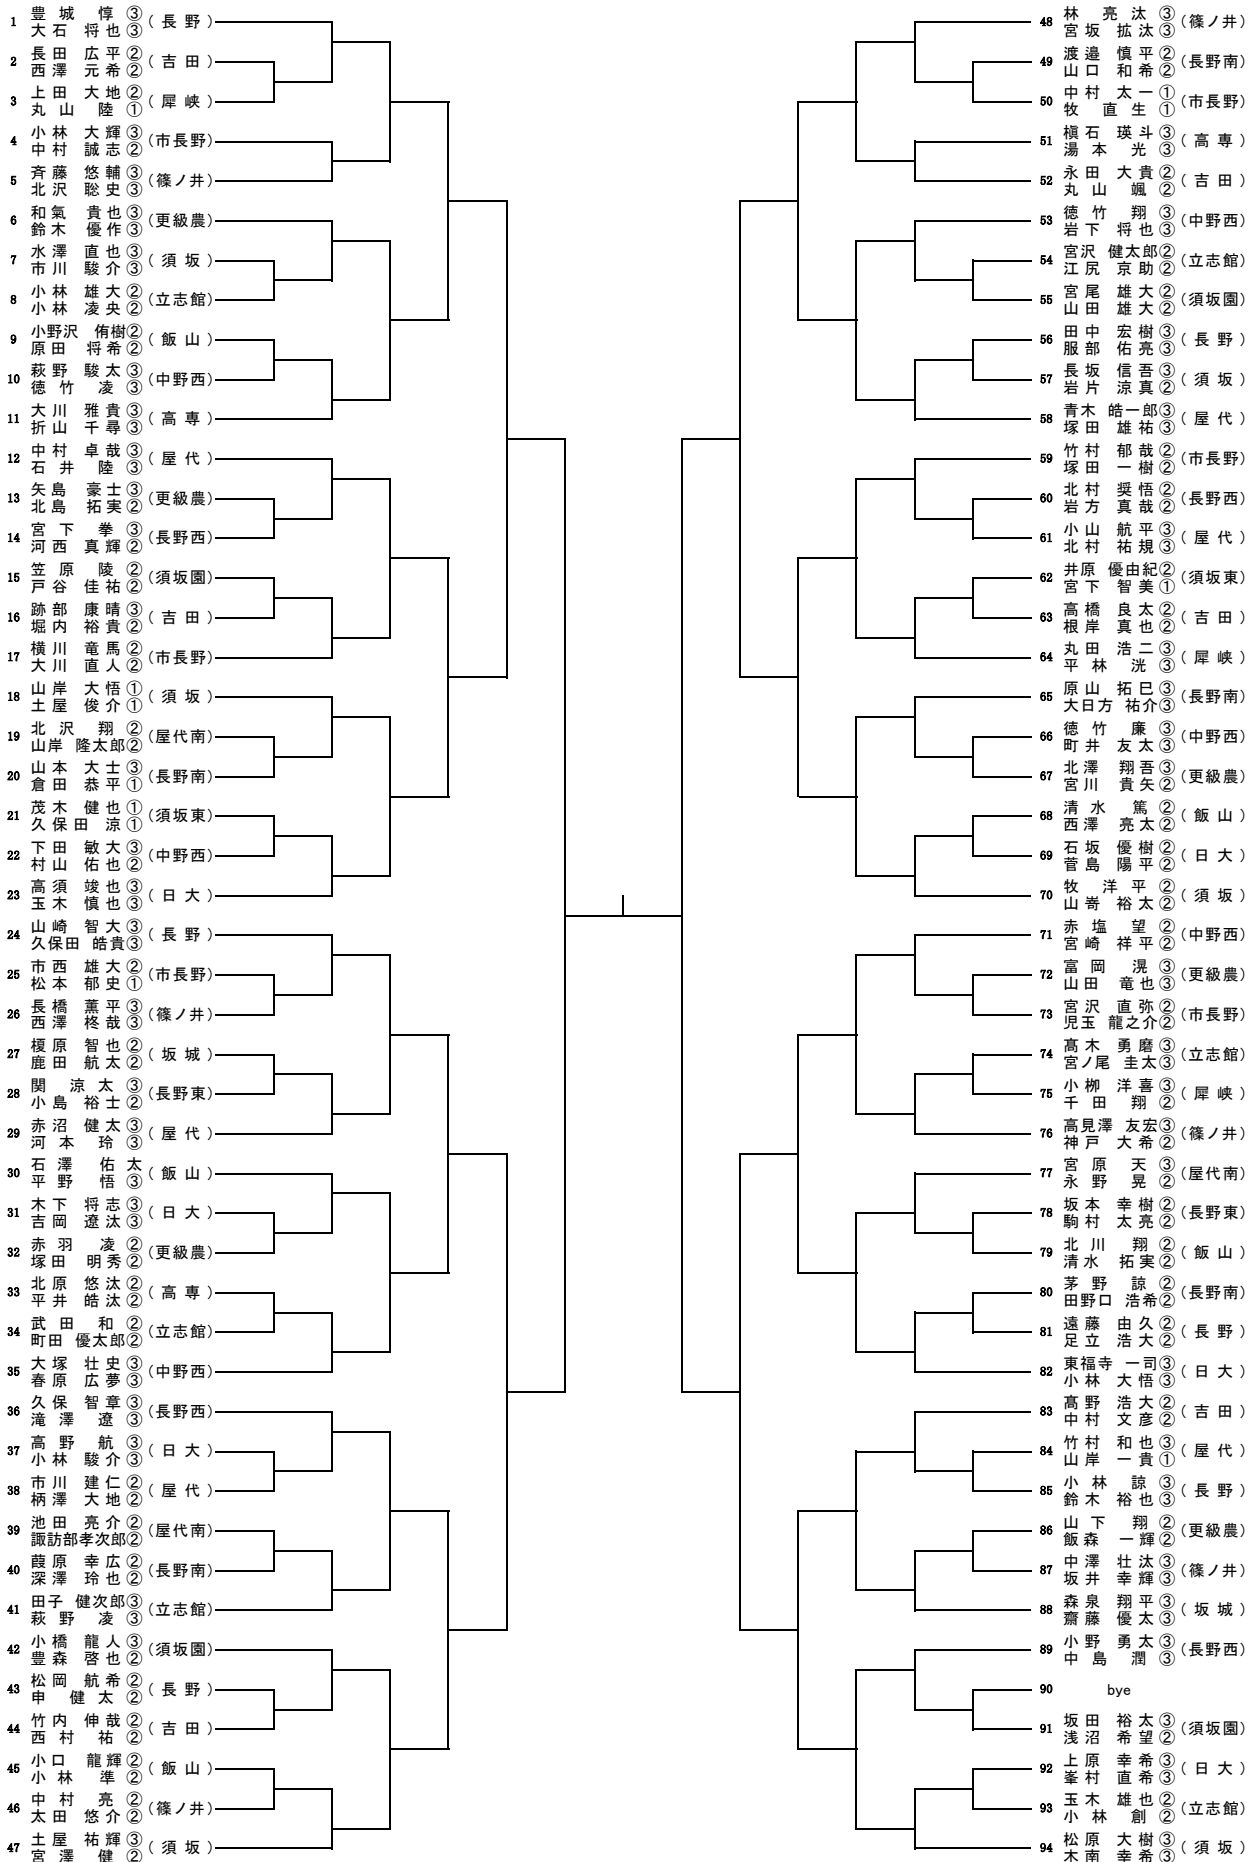 1 豊城 惇③ (長野)
大石 将也③
2 長田 広平② (吉田)
西澤 元希②
3 上田 大地② (犀峡)
丸山 陸①
4 小林 大輝③ (市長野)
中村 誠志②
5 斉藤 悠輔③ (篠ノ井)
北沢 聡史③
6 和氣 貴也③ (更級農)
鈴木 優作③
7 水澤 直也③ (須坂)
市川 駿介③
8 小林 雄大② (立志館)
小林 凌央②
9 小野沢 侑樹② (飯山)
原田 将希②
10 萩野 駿太③ (中野西)
徳竹 凌③
11 大川 雅貴③ (高専)
折山 千尋③
12 中村 卓哉③ (屋代)
石井 陸③
13 矢島 豪士③ (更級農)
北島 拓実②
14 宮下 拳③ (長野西)
河西 真輝②
15 笠原 陵② (須坂園)
戸谷 佳祐②
16 跡部 康晴③ (吉田)
堀内 裕貴②
17 横川 竜馬② (市長野)
大川 直人②
18 山岸 大悟① (須坂)
土屋 俊介①
19 北沢 翔② (屋代南)
山岸 隆太郎②
20 山本 大士③ (長野南)
倉田 恭平①
21 茂木 健也① (須坂東)
久保田 涼①
22 下田 敏大③ (中野西)
村山 佑也②
23 高須 竣也③ (日大)
玉木 慎也③
24 山崎 智大③ (長野)
久保田 皓貴③
25 市西 雄大② (市長野)
松本 郁史①
26 長橋 薫平③ (篠ノ井)
西澤 柊哉③
27 榎原 智也② (坂城)
鹿田 航太②
28 関 涼太③ (長野東)
小島 裕士②
29 赤沼 健太③ (屋代)
河本 玲③
30 石澤 佑太 (飯山)
平野 悟③
31 木下 将志③ (日大)
吉岡 遼汰③
32 赤羽 凌② (更級農)
塚田 明秀②
33 北原 悠汰② (高専)
平井 皓汰②
34 武田 和② (立志館)
町田 優太郎②
35 大塚 壮史③ (中野西)
春原 広夢③
36 久保 智章③ (長野西)
滝澤 遼③
37 高野 航③ (日大)
小林 駿介③
38 市川 建仁② (屋代)
柄澤 大地②
39 池田 亮介② (屋代南)
諏訪部孝次郎②
40 葭原 幸広② (長野南)
深澤 玲也②
41 田子 健次郎③ (立志館)
萩野 凌③
42 小橋 龍人③ (須坂園)
豊森 啓也②
43 松岡 航希② (長野)
申 健太②
44 竹内 伸哉② (吉田)
西村 祐②
45 小口 龍輝② (飯山)
小林 準②
46 中村 亮② (篠ノ井)
太田 悠介②
47 土屋 祐輝③ (須坂)
宮澤 健②
48 林 亮汰③ (篠ノ井)
宮坂 拡汰③
49 渡邉 慎平② (長野南)
山口 和希②
50 中村 太一① (市長野)
牧 直生①
51 槇石 瑛斗③ (高専)
湯本 光③
52 永田 大貴② (吉田)
丸山 颯②
53 徳竹 翔③ (中野西)
岩下 将也③
54 宮沢 健太郎② (立志館)
江尻 京助②
55 宮尾 雄大② (須坂園)
山田 雄大②
56 田中 宏樹③ (長野)
服部 佑亮③
57 長坂 信吾③ (須坂)
岩片 涼真②
58 青木 皓一郎③ (屋代)
塚田 雄祐③
59 竹村 郁哉② (市長野)
塚田 一樹②
60 北村 奨悟② (長野西)
岩方 真哉②
61 小山 航平③ (屋代)
北村 祐規③
62 井原 優由紀② (須坂東)
宮下 智美①
63 高橋 良太② (吉田)
根岸 真也②
64 丸田 浩二③ (犀峡)
平林 洸③
65 原山 拓巳③ (長野南)
大日方 祐介③
66 徳竹 廉③ (中野西)
町井 友太③
67 北澤 翔吾③ (更級農)
宮川 貴矢②
68 清水 篤② (飯山)
西澤 亮太②
69 石坂 優樹② (日大)
菅島 陽平②
70 牧 洋平② (須坂)
山嵜 裕太②
71 赤塩 望② (中野西)
宮崎 祥平②
72 富岡 滉③ (更級農)
山田 竜也③
73 宮沢 直弥② (市長野)
児玉 龍之介②
74 髙木 勇磨③ (立志館)
宮ノ尾 圭太③
75 小栁 洋喜③ (犀峡)
千田 翔②
76 高見澤 友宏③ (篠ノ井)
神戸 大希②
77 宮原 天③ (屋代南)
永野 晃②
78 坂本 幸樹② (長野東)
駒村 太亮②
79 北川 翔② (飯山)
清水 拓実②
80 茅野 諒② (長野南)
田野口 浩希②
81 遠藤 由久② (長野)
足立 浩大②
82 東福寺 一司③ (日大)
小林 大悟③
83 髙野 浩大② (吉田)
中村 文彦②
84 竹村 和也③ (屋代)
山岸 一貴①
85 小林 諒③ (長野)
鈴木 裕也③
86 山下 翔② (更級農)
飯森 一輝②
87 中澤 壮汰③ (篠ノ井)
坂井 幸輝③
88 森泉 翔平③ (坂城)
齋藤 優太③
89 小野 勇太③ (長野西)
中島 潤③
90 bye
91 坂田 裕太③ (須坂園)
浅沼 希望②
92 上原 幸希③ (日大)
峯村 直希③
93 玉木 雄也② (立志館)
小林 創②
94 松原 大樹③ (須坂)
木南 幸希③